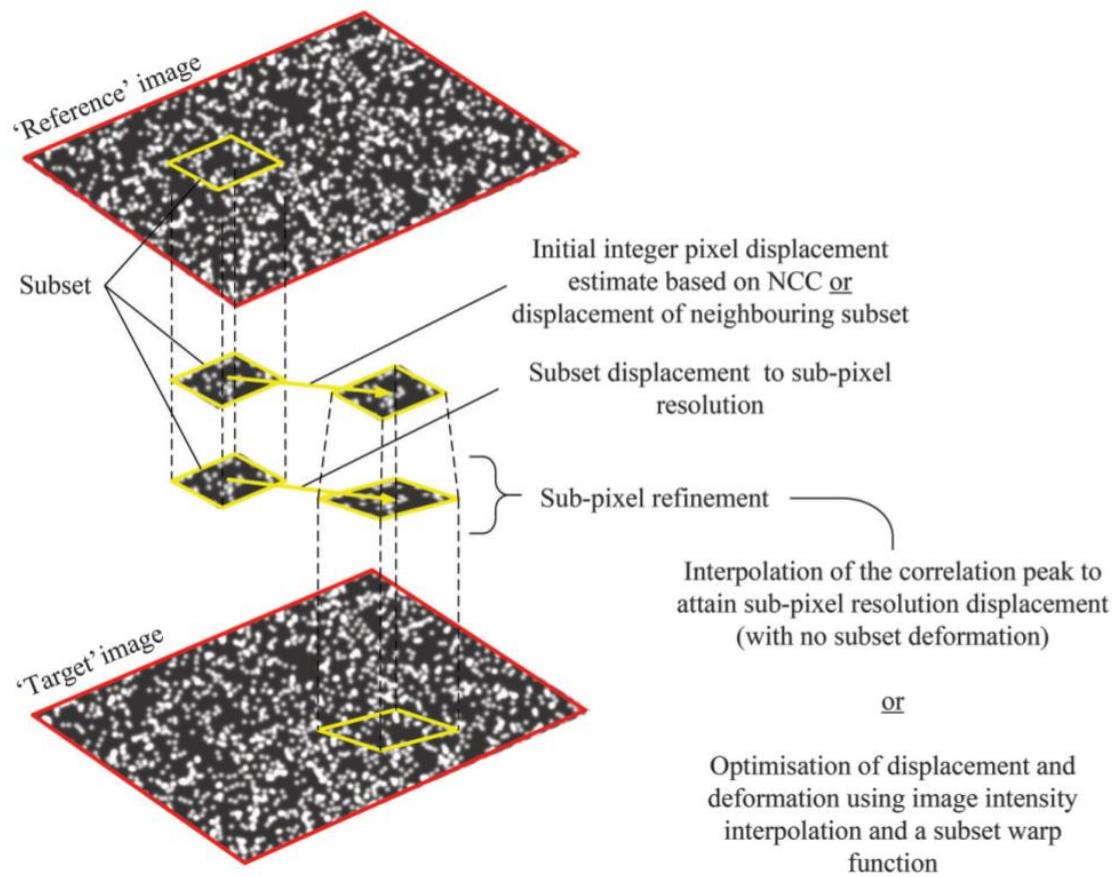 ‘Reference’ image
Subset
Initial integer pixel displacement
estimate based on NCC or
displacement of neighbouring subset
Subset displacement to sub-pixel
resolution
Sub-pixel refinement
Interpolation of the correlation peak to
attain sub-pixel resolution displacement
(with no subset deformation)
or
Optimisation of displacement and
deformation using image intensity
interpolation and a subset warp
function
‘Target’ image